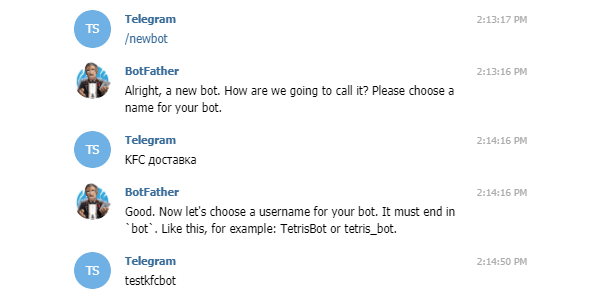 TS
Telegram 2:13:17 PM
/newbot
BotFather 2:13:16 PM
Alright, a new bot. How are we going to call it? Please choose a
name for your bot.
TS
Telegram 2:14:16 PM
KFC доставка
BotFather 2:14:16 PM
Good. Now let's choose a username for your bot. It must end in
`bot`. Like this, for example: TetrisBot or tetris_bot.
TS
Telegram 2:14:50 PM
testkfcbot